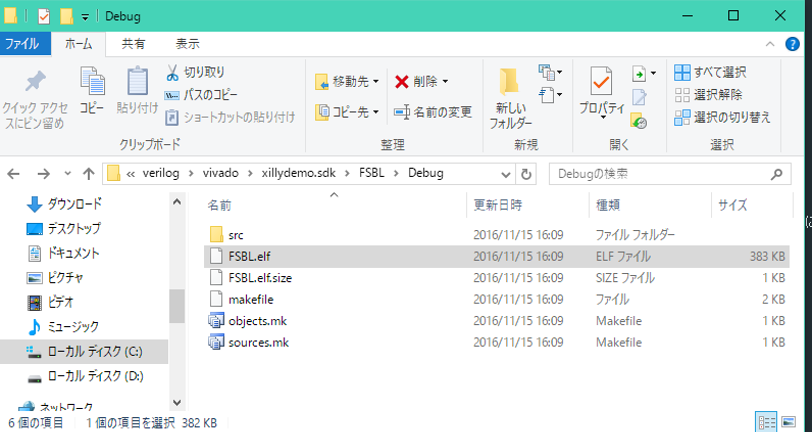 Debug
ファイル ホーム 共有 表示
クイック アクセスにピン留め
コピー
貼り付け
切り取り
パスのコピー
ショートカットの貼り付け
クリップボード
移動先
コピー先
削除
名前の変更
整理
新しいフォルダー
新規
プロパティ
開く
すべて選択
選択解除
選択の切り替え
選択
« verilog › vivado › xillydemo.sdk › FSBL › Debug
Debugの検索
ダウンロード
デスクトップ
ドキュメント
ピクチャ
ビデオ
ミュージック
ローカル ディスク (C:)
ローカル ディスク (D:)
ネットワーク
名前 更新日時 種類 サイズ
src 2016/11/15 16:09 ファイル フォルダー
FSBL.elf 2016/11/15 16:09 ELF ファイル 383 KB
FSBL.elf.size 2016/11/15 16:09 SIZE ファイル 1 KB
makefile 2016/11/15 16:09 ファイル 2 KB
objects.mk 2016/11/15 16:09 Makefile 1 KB
sources.mk 2016/11/15 16:09 Makefile 1 KB
6 個の項目 1 個の項目を選択 382 KB